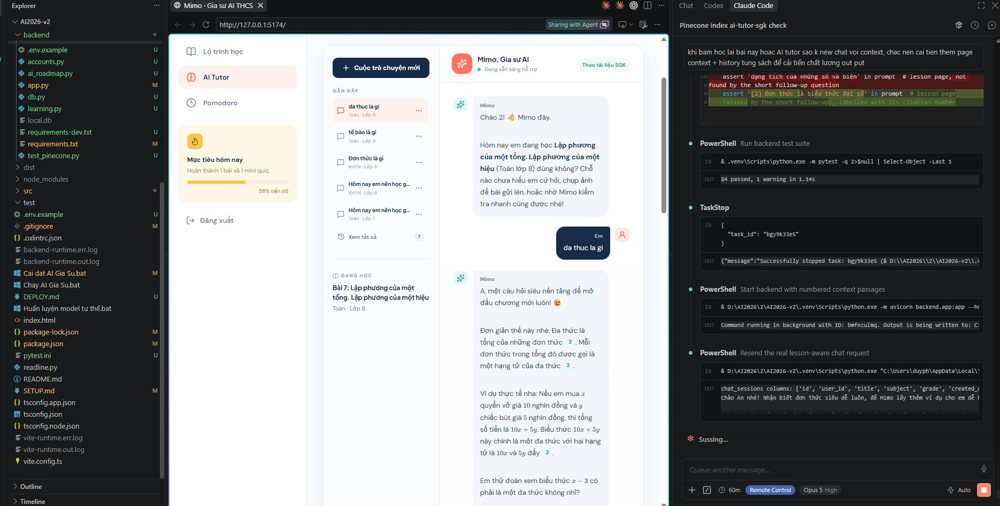 Explorer
AI2026-v2
backend
.env.example U
accounts.py U
ai_roadmap.py U
app.py M
db.py U
learning.py U
local.db
requirements-dev.txt U
requirements.txt M
test_pinecone.py U
dist
node_modules
src
test
.env.example U
.gitignore M
.oxlintrc.json
backend-runtime.err.log
backend-runtime.out.log
Cai dat AI Gia Su.bat M
Chay AI Gia Su.bat
DEPLOY.md U
Huấn luyện model tư thế.bat
index.html
package-lock.json M
package.json M
pytest.ini U
readline.py
README.md
SETUP.md M
tsconfig.app.json
tsconfig.json
tsconfig.node.json
vite-runtime.err.log
vite-runtime.out.log
vite.config.ts
Outline
Timeline
Mimo · Gia sư AI THCS
http://127.0.0.1:5174/
Sharing with Agent
Lộ trình học
AI Tutor
Pomodoro
Mục tiêu hôm nay
Hoàn thành 1 bài và 1 mini quiz.
58% tiến độ
Đăng xuất
+ Cuộc trò chuyện mới
GẦN ĐÂY
da thuc la gi
Toán · Lớp 8
tế bào là gì
Toán · Lớp 8
Đơn thức là gì
KHTN · Lớp 6
Hôm nay em nên học g...
KHTN · Lớp 6
Hôm nay em nên học g...
Toán · Lớp 7
Xem tất cả 7
ĐANG HỌC
Bài 7: Lập phương của một
tổng. Lập phương của một hiệu
Toán · Lớp 8
Mimo, Gia sư AI
Đang sẵn sàng hỗ trợ
Theo tài liệu SGK
Mimo
Chào 2! 👋 Mimo đây.
Hôm nay em đang học Lập phương
của một tổng. Lập phương của một
hiệu (Toán lớp 8) đúng không? Chỗ
nào chưa hiểu em cứ hỏi, chụp ảnh
đề bài gửi lên, hoặc nhờ Mimo kiểm
tra nhanh cũng được nhé!
Em
da thuc la gi
Mimo
A, một câu hỏi siêu nền tảng để mở
đầu chương mới luôn! 😆
Đơn giản thế này nhé: Đa thức là
tổng của những đơn thức 2 . Mỗi
đơn thức trong tổng đó được gọi là
một hạng tử của đa thức 2 .
Ví dụ thực tế nha: Nếu em mua x
quyển vở giá 10 nghìn đồng và y
chiếc bút giá 5 nghìn đồng, thì tổng
số tiền là 10x + 5y. Biểu thức 10x + 5y
này chính là một đa thức với hai hạng
tử là 10x và 5y đấy 2 .
Em thử đoán xem biểu thức x − 3 có
phải là một đa thức không nhỉ?
Chat Codex Claude Code
Pinecone index ai-tutor-sgk check
khi bam hoc lai bai nay hoac AI tutor sao k new chat voi context, chac nen cai tien them page
context + history tung sách để cải tiến chất lương out put
assert 'dạng tích của những số và biến' in prompt # lesson page, not
found by the short follow-up question
assert '[2] Đơn thức là biểu thức đại số' in prompt # lesson page
(missed by the short follow-up), labelled with its citation number
PowerShell Run backend test suite
IN & .venv\Scripts\python.exe -m pytest -q 2>$null | Select-Object -Last 1
OUT 84 passed, 1 warning in 1.14s
TaskStop
IN {
"task_id": "bgy9k33e5"
}
OUT {"message":"Successfully stopped task: bgy9k33e5 (& D:\\AI2026\\2\\AI2026-v2\\.v
PowerShell Start backend with numbered context passages
IN & D:\AI2026\2\AI2026-v2\.venv\Scripts\python.exe -m uvicorn backend.app:app --ho
OUT Command running in background with ID: bmfnzulmq. Output is being written to: C:
PowerShell Resend the real lesson-aware chat request
IN & D:\AI2026\2\AI2026-v2\.venv\Scripts\python.exe "C:\Users\duyph\AppData\Local\T
OUT chat_sessions columns: ['id', 'user_id', 'title', 'subject', 'grade', 'created_a
Chào An nhé! Nhận biết đơn thức siêu dễ luôn, để Mimo lấy thêm ví dụ cho em dễ h
Sussing...
Queue another message...
60m Remote Control Opus 5 High Auto